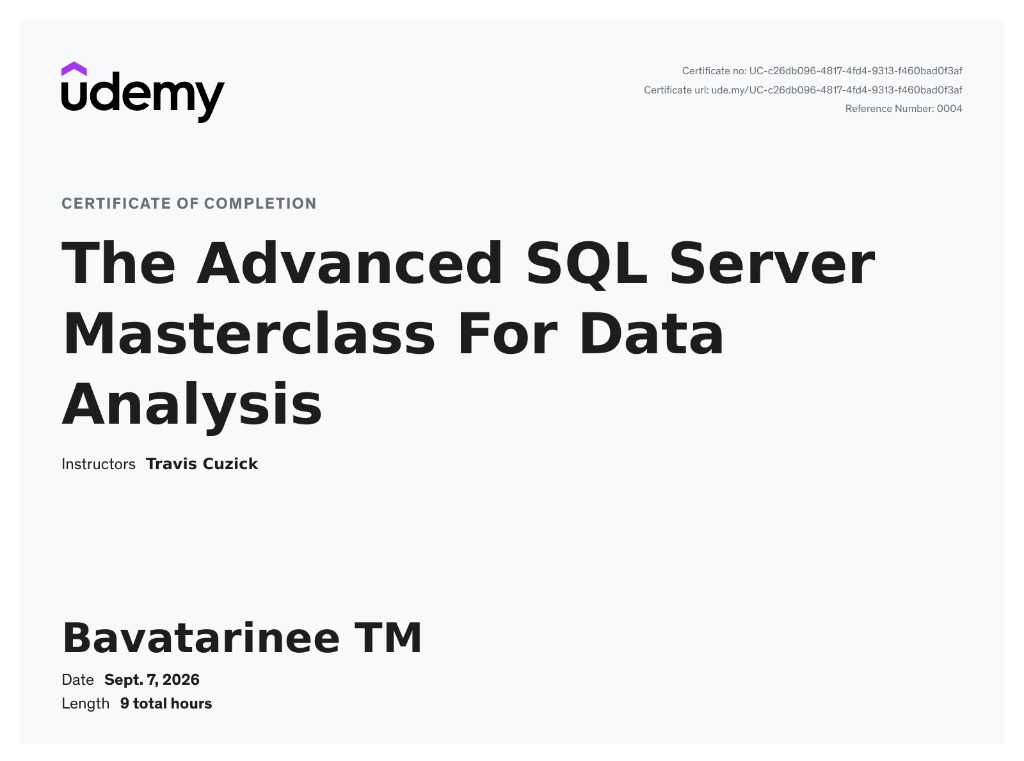 udemy
Certificate no: UC-c26db096-4817-4fd4-9313-f460bad0f3af
Certificate url: ude.my/UC-c26db096-4817-4fd4-9313-f460bad0f3af
Reference Number: 0004
CERTIFICATE OF COMPLETION
The Advanced SQL Server
Masterclass For Data
Analysis
Instructors Travis Cuzick
Bavatarinee TM
Date Sept. 7, 2026
Length 9 total hours